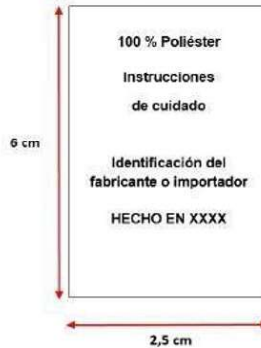 100 % Poliéster
Instrucciones
de cuidado
6 cm
Identificación del
fabricante o importador
HECHO EN XXXX
2,5 cm